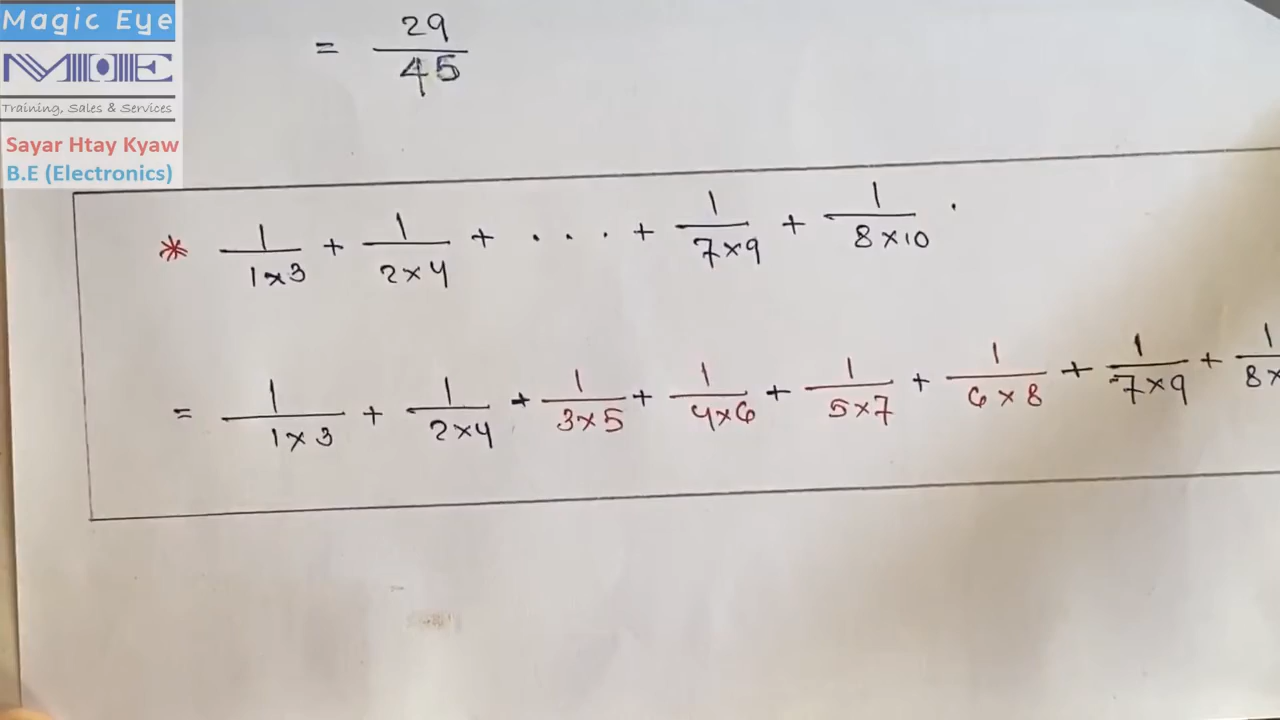 Magic Eye
MOE
Training, Sales & Services
Sayar Htay Kyaw
B.E (Electronics)
= 29/45
* 1/(1×3) + 1/(2×4) + . . . . + 1/(7×9) + 1/(8×10) .
= 1/(1×3) + 1/(2×4) + 1/(3×5) + 1/(4×6) + 1/(5×7) + 1/(6×8) + 1/(7×9) + 1/(8×